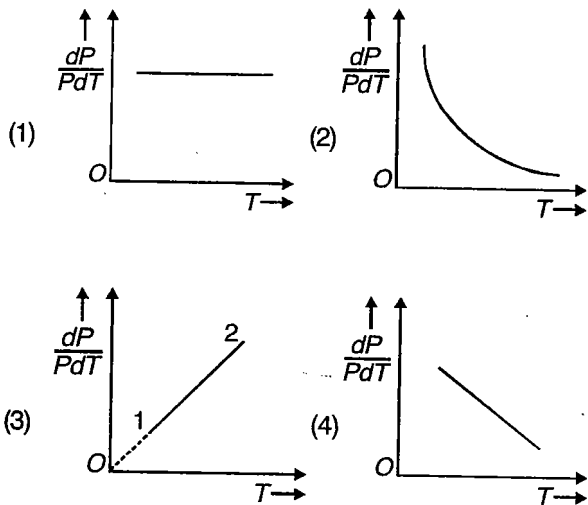 dP
PdT
(1)
O
T
dP
PdT
(2)
O
T
dP
PdT
2
1
(3)
O
T
dP
PdT
(4)
O
T